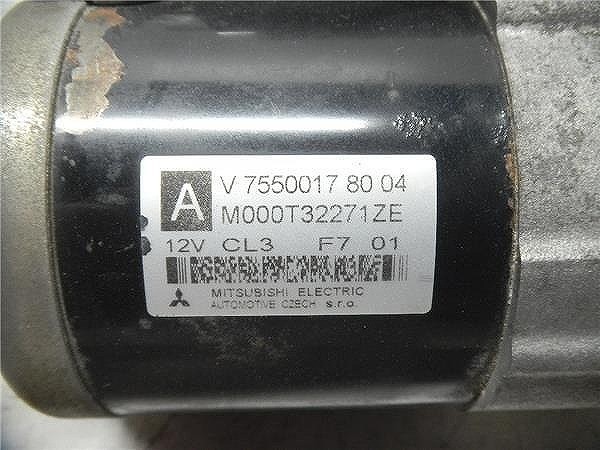 A
V 7550017 80 04
M000T32271ZE
12V CL3 F7 01
MITSUBISHI ELECTRIC
AUTOMOTIVE CZECH s.r.o.